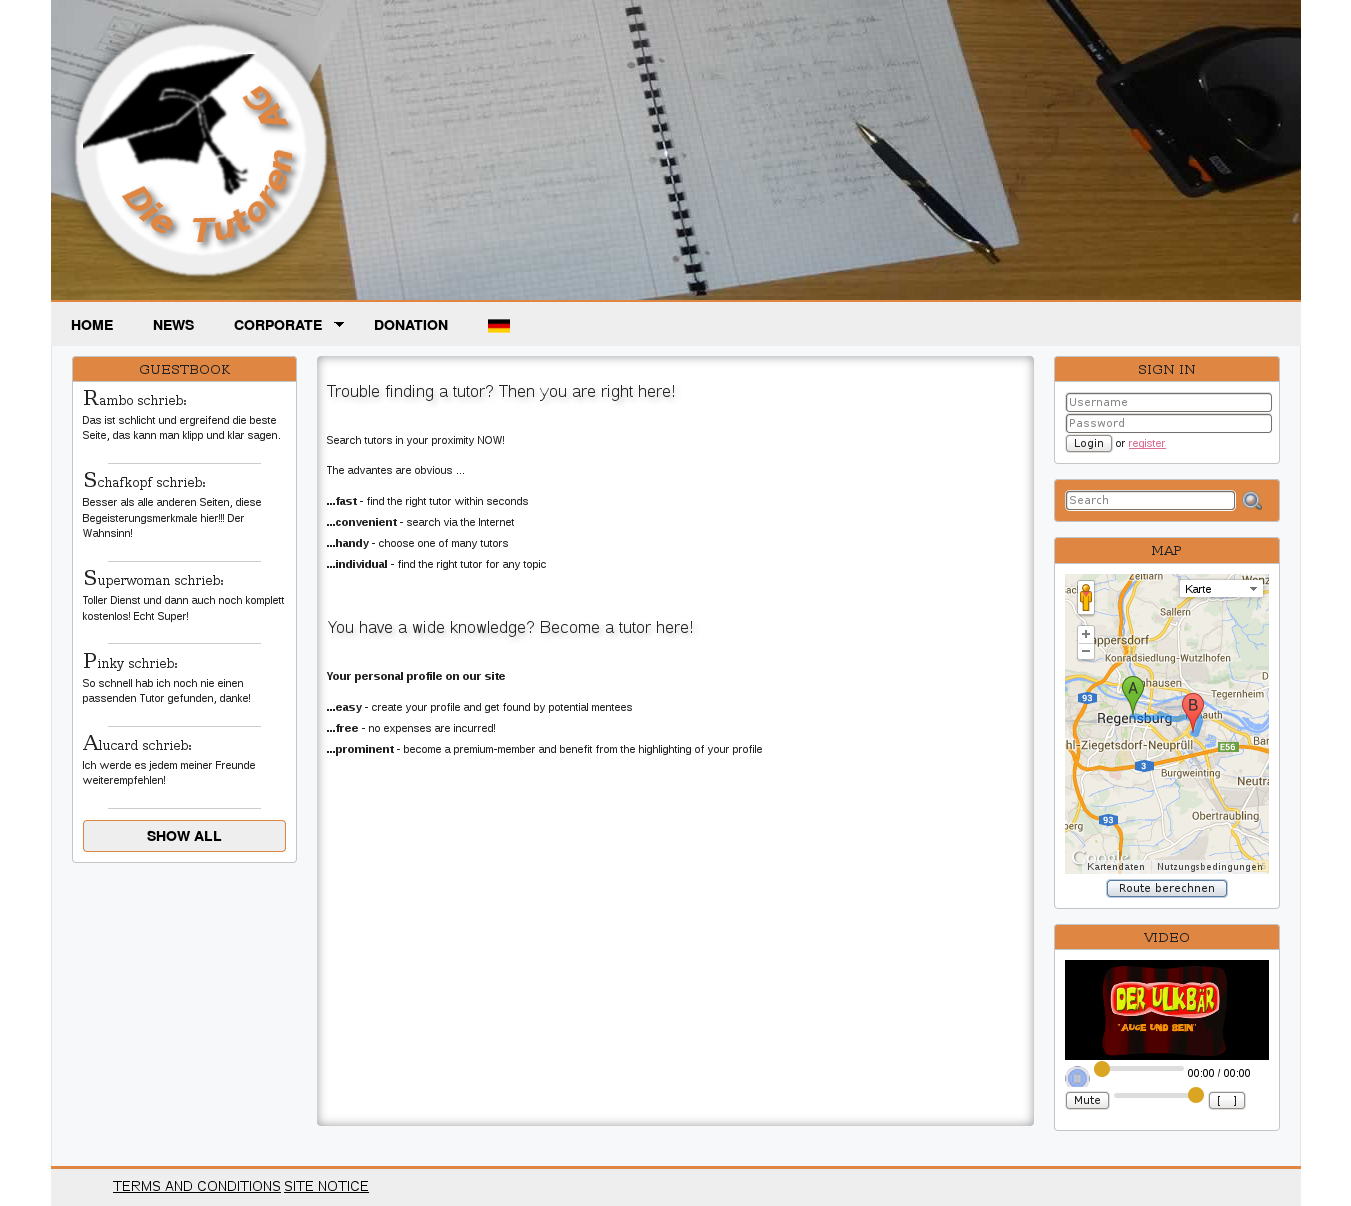 Die Tutoren AG
HOME NEWS CORPORATE DONATION
GUESTBOOK
Rambo schrieb:
Das ist schlicht und ergreifend die beste
Seite, das kann man klipp und klar sagen.
Schafkopf schrieb:
Besser als alle anderen Seiten, diese
Begeisterungsmerkmale hier!!! Der
Wahnsinn!
Superwoman schrieb:
Toller Dienst und dann auch noch komplett
kostenlos! Echt Super!
Pinky schrieb:
So schnell hab ich noch nie einen
passenden Tutor gefunden, danke!
Alucard schrieb:
Ich werde es jedem meiner Freunde
weiterempfehlen!
SHOW ALL
Trouble finding a tutor? Then you are right here!
Search tutors in your proximity NOW!
The advantes are obvious ...
...fast - find the right tutor within seconds
...convenient - search via the Internet
...handy - choose one of many tutors
...individual - find the right tutor for any topic
You have a wide knowledge? Become a tutor here!
Your personal profile on our site
...easy - create your profile and get found by potential mentees
...free - no expenses are incurred!
...prominent - become a premium-member and benefit from the highlighting of your profile
SIGN IN
Username
Password
Login or register
Search
MAP
Zeitlarn
Karte
Sallern
appersdorf
Konradsiedlung-Wutzlhofen
nhausen
93
A
Tegernheim
B
Regensburg
hl-Ziegetsdorf-Neuprüll
E56
Bar
3
Burgweinting
Neutra
Obertraubling
93
berg
Google
Kartendaten Nutzungsbedingungen
Route berechnen
VIDEO
DER ULKBÄR
"AUGE UND BEIN"
00:00 / 00:00
Mute [ ]
TERMS AND CONDITIONS SITE NOTICE